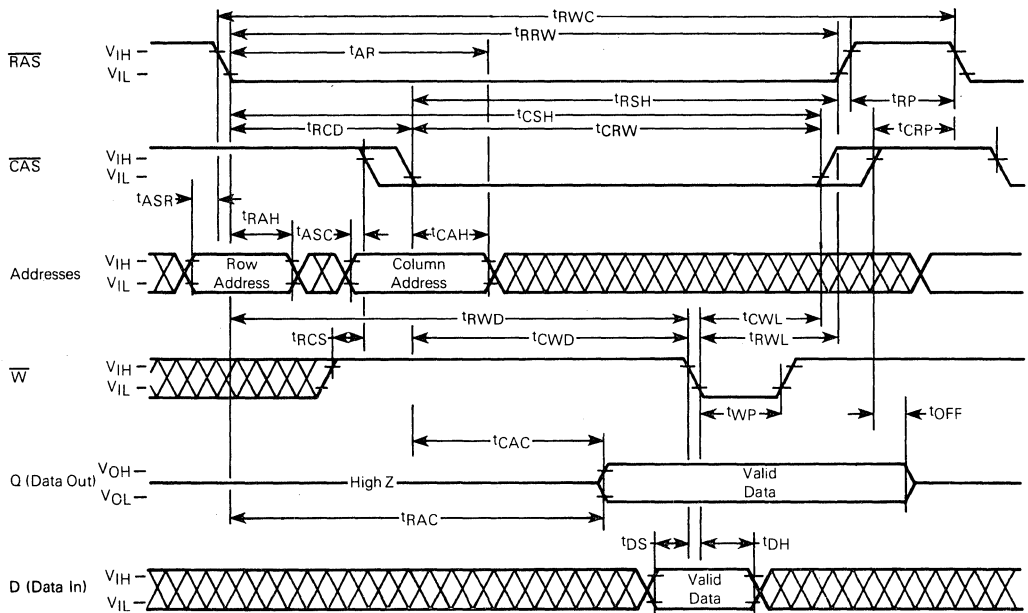 tRWC
tRRW
tAR
RAS
VIH
VIL
tRSH
tRP
tCSH
tRCD
tCRW
tCRP
CAS
VIH
VIL
tASR
tRAH
tASC
tCAH
Addresses
VIH
VIL
Row
Address
Column
Address
tRWD
tCWL
tRCS
tCWD
tRWL
W
VIH
VIL
tWP
tOFF
tCAC
Q (Data Out)
VOH
VOL
High Z
Valid
Data
tRAC
tDS
tDH
D (Data In)
VIH
VIL
Valid
Data